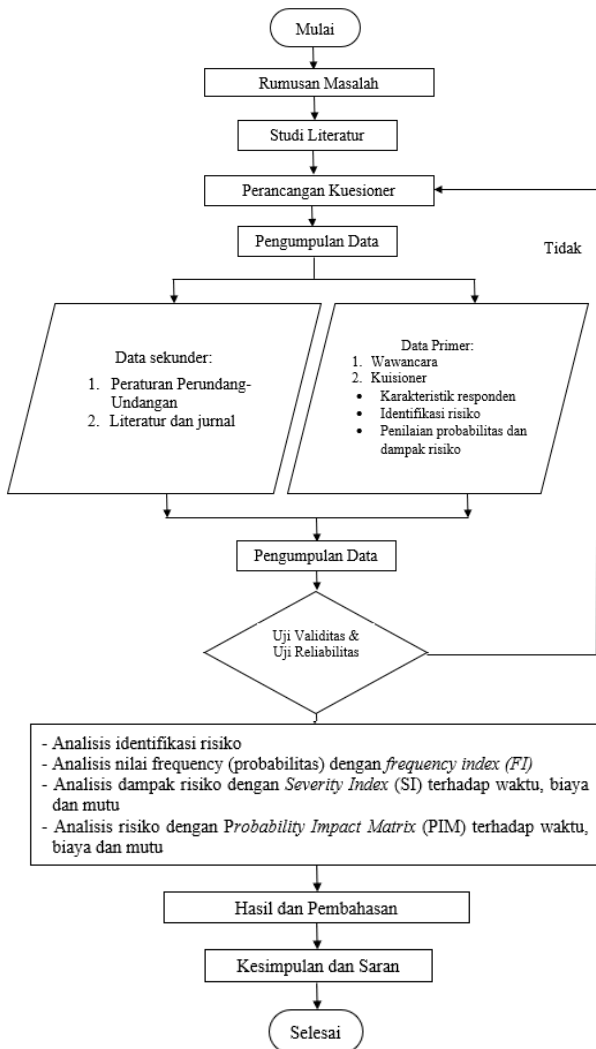 Mulai
Rumusan Masalah
Studi Literatur
Perancangan Kuesioner
Pengumpulan Data
Tidak
Data sekunder:
1. Peraturan Perundang-
Undangan
2. Literatur dan jurnal
Data Primer:
1. Wawancara
2. Kuisioner
• Karakteristik responden
• Identifikasi risiko
• Penilaian probabilitas dan
dampak risiko
Pengumpulan Data
Uji Validitas &
Uji Reliabilitas
- Analisis identifikasi risiko
- Analisis nilai frequency (probabilitas) dengan frequency index (FI)
- Analisis dampak risiko dengan Severity Index (SI) terhadap waktu, biaya
dan mutu
- Analisis risiko dengan Probability Impact Matrix (PIM) terhadap waktu,
biaya dan mutu
Hasil dan Pembahasan
Kesimpulan dan Saran
Selesai